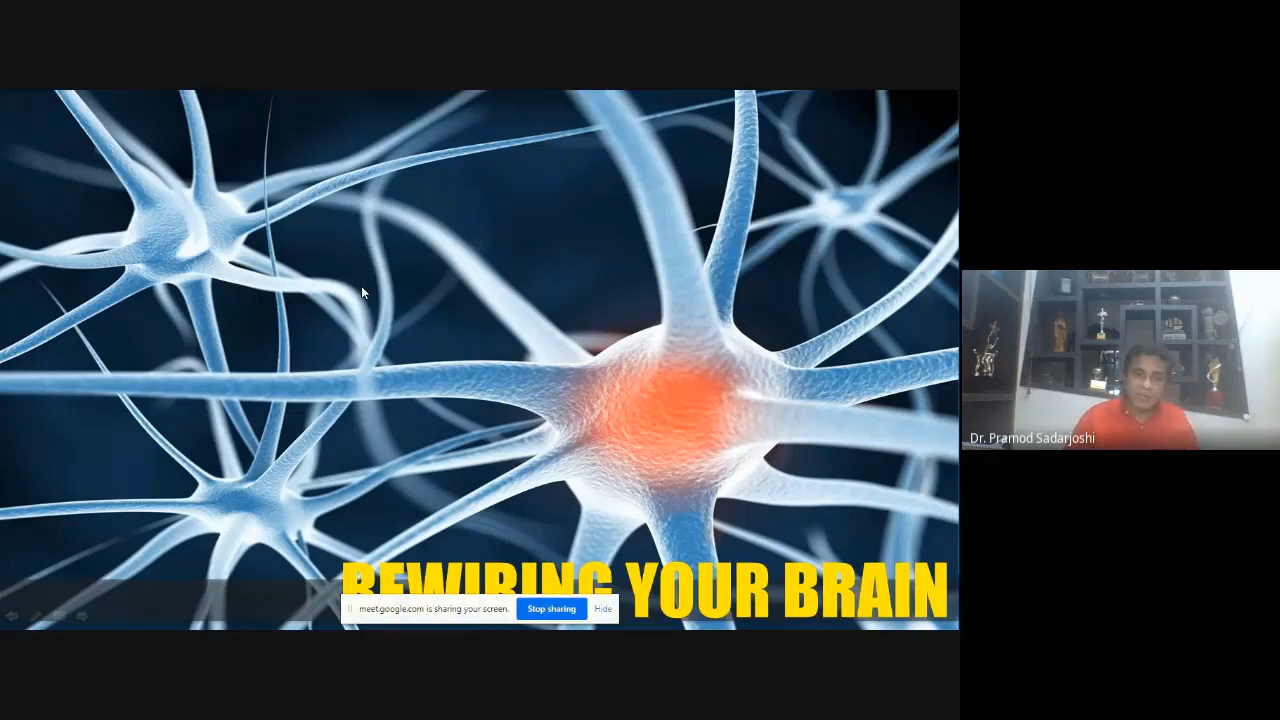 REWIRING YOUR BRAIN
meet.google.com is sharing your screen.
Stop sharing
Hide
Dr. Pramod Sadarjoshi